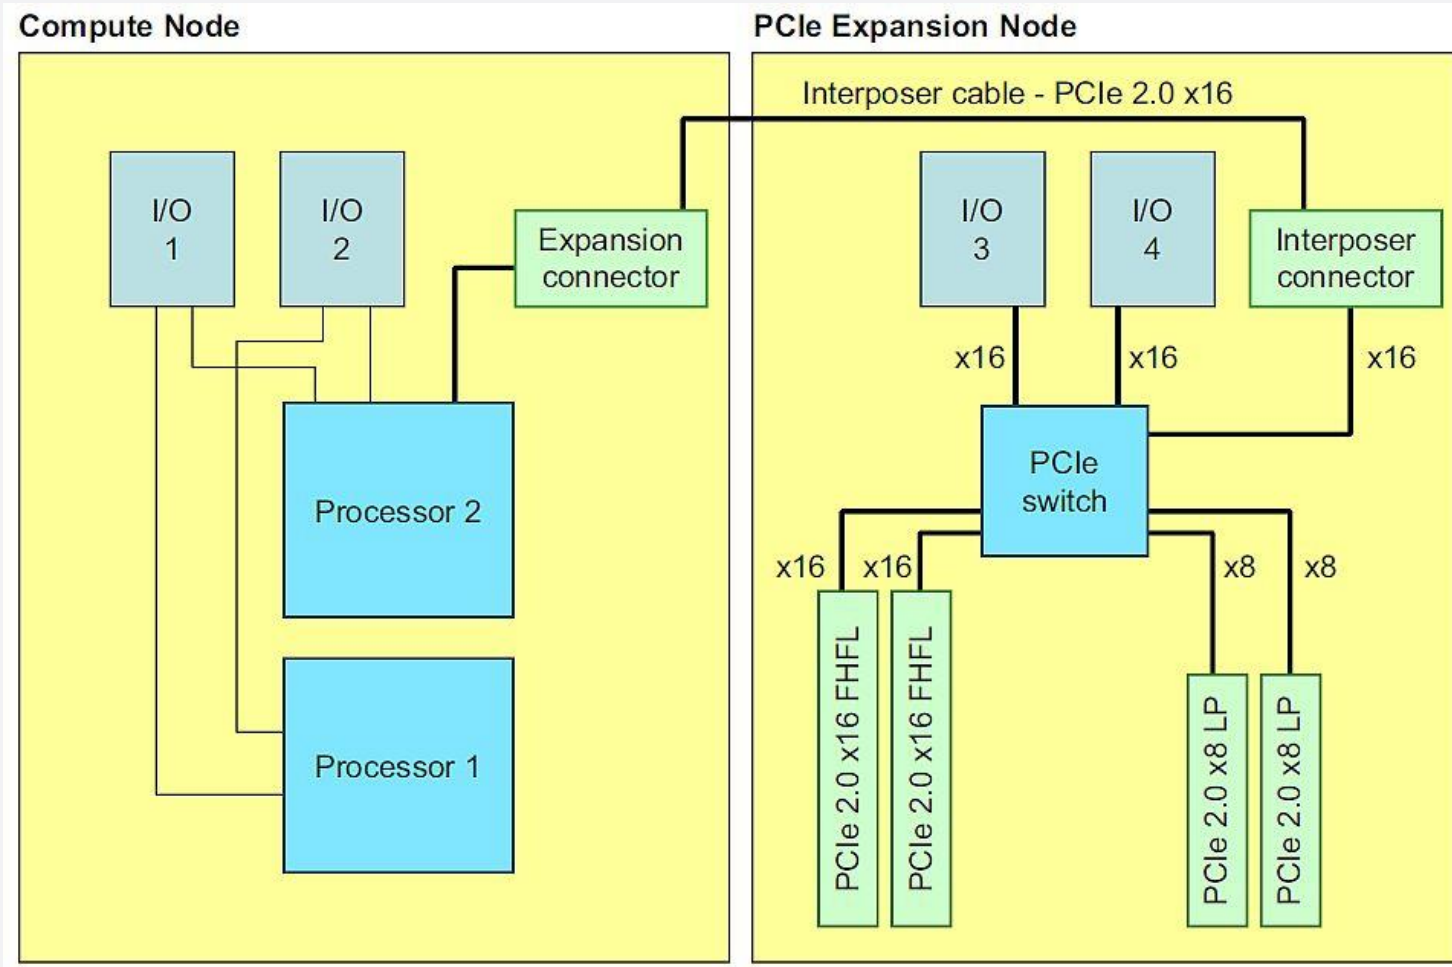 Compute Node
PCIe Expansion Node
Interposer cable - PCIe 2.0 x16
I/O
1
I/O
2
Expansion
connector
I/O
3
I/O
4
Interposer
connector
x16
x16
x16
Processor 2
PCIe
switch
x16
x16
x8
x8
Processor 1
PCIe 2.0 x16 FHFL
PCIe 2.0 x16 FHFL
PCIe 2.0 x8 LP
PCIe 2.0 x8 LP